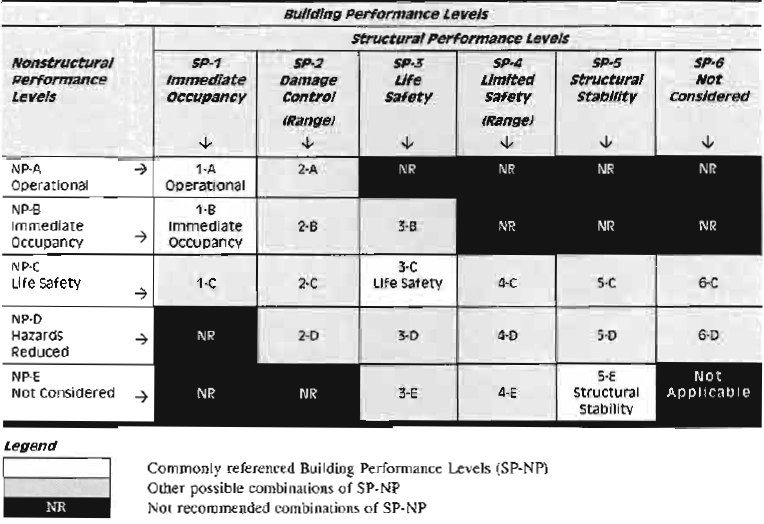 Building Performance Levels
Structural Performance Levels
Nonstructural Performance Levels
SP-1 Immediate Occupancy
SP-2 Damage Control (Range)
SP-3 Life Safety
SP-4 Limited Safety (Range)
SP-5 Structural Stability
SP-6 Not Considered
↓ ↓ ↓ ↓ ↓ ↓
NP-A Operational → 1-A Operational 2-A NR NR NR NR
NP-B Immediate Occupancy → 1-B Immediate Occupancy 2-B 3-B NR NR NR
NP-C Life Safety → 1-C 2-C 3-C Life Safety 4-C 5-C 6-C
NP-D Hazards Reduced → NR 2-D 3-D 4-D 5-D 6-D
NP-E Not Considered → NR NR 3-E 4-E 5-E Structural Stability Not Applicable
Legend
Commonly referenced Building Performance Levels (SP-NP)
Other possible combinations of SP-NP
NR Not recommended combinations of SP-NP